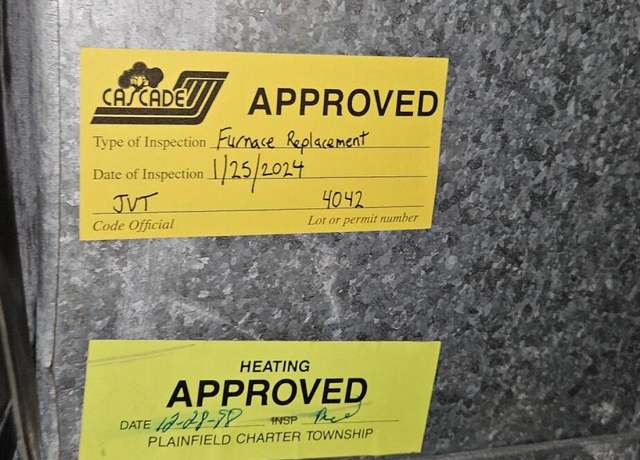 CASCADE
APPROVED
Type of Inspection Furnace Replacement
Date of Inspection 1/25/2024
JVT 4042
Code Official Lot or permit number
HEATING
APPROVED
DATE 12-28-98 INSP
PLAINFIELD CHARTER TOWNSHIP